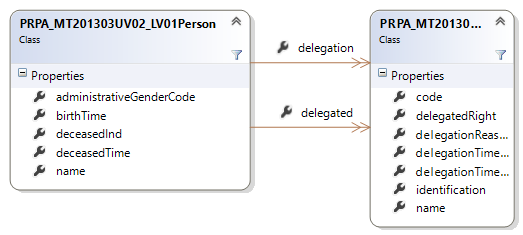 PRPA_MT201303UV02_LV01Person
Class
Properties
administrativeGenderCode
birthTime
deceasedInd
deceasedTime
name
delegation
delegated
PRPA_MT20130...
Class
Properties
code
delegatedRight
delegationReas...
delegationTime...
delegationTime...
identification
name